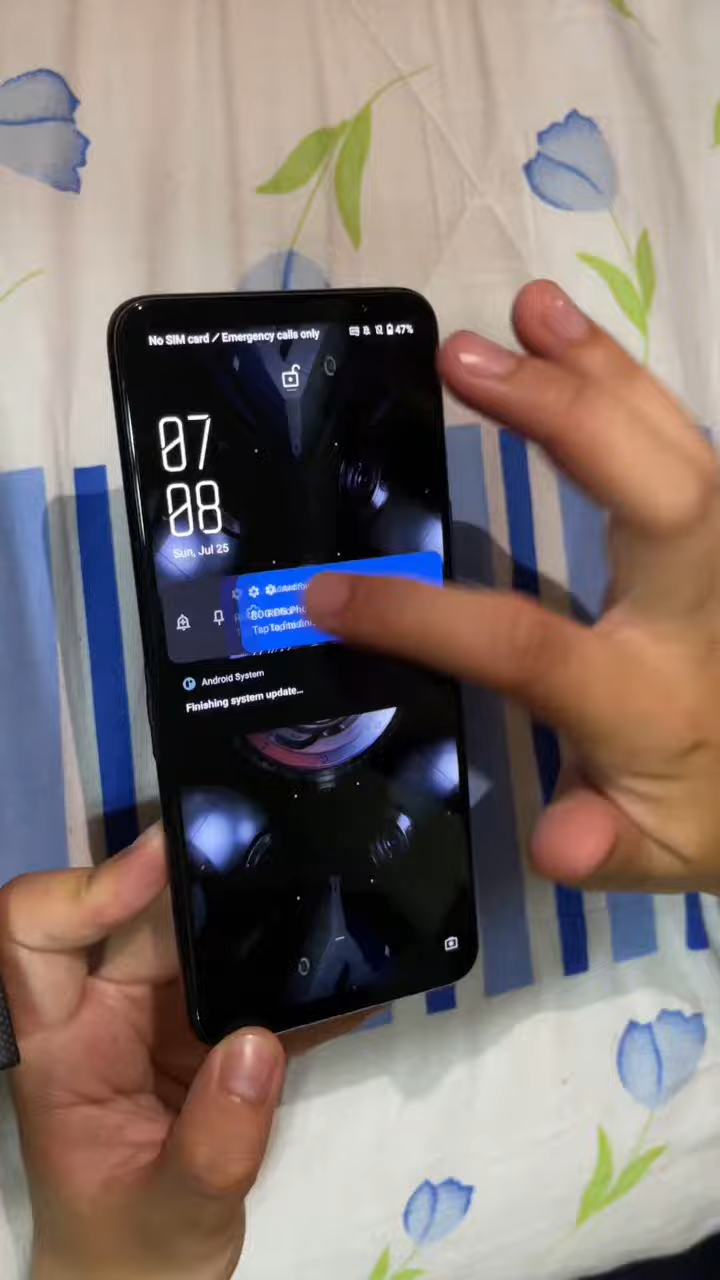 No SIM card / Emergency calls only
47%
07
08
Sun, Jul 25
Android System
Finishing system update...